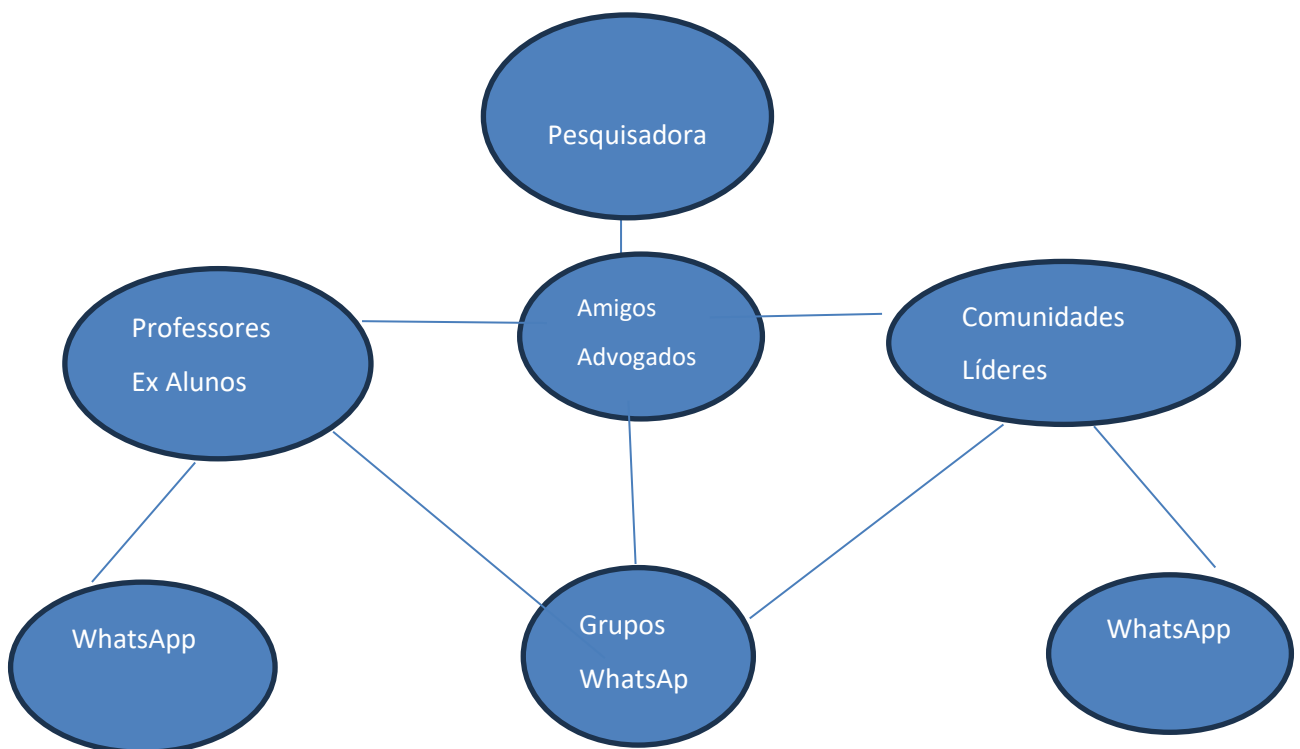 Pesquisadora
Amigos
Advogados
Professores
Ex Alunos
Comunidades
Líderes
WhatsApp
Grupos
WhatsAp
WhatsApp